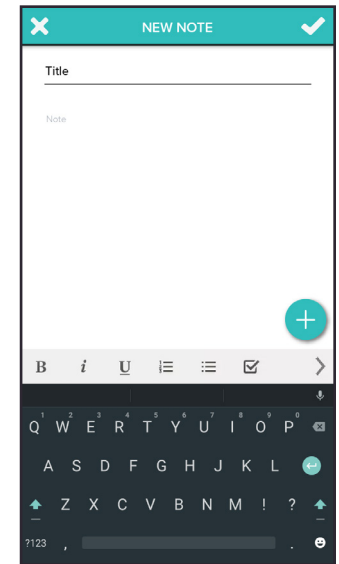 NEW NOTE
Title
Note
B i U
1 2 3 4 5 6 7 8 9 0
Q W E R T Y U I O P
A S D F G H J K L
Z X C V B N M ! ?
?123 , .